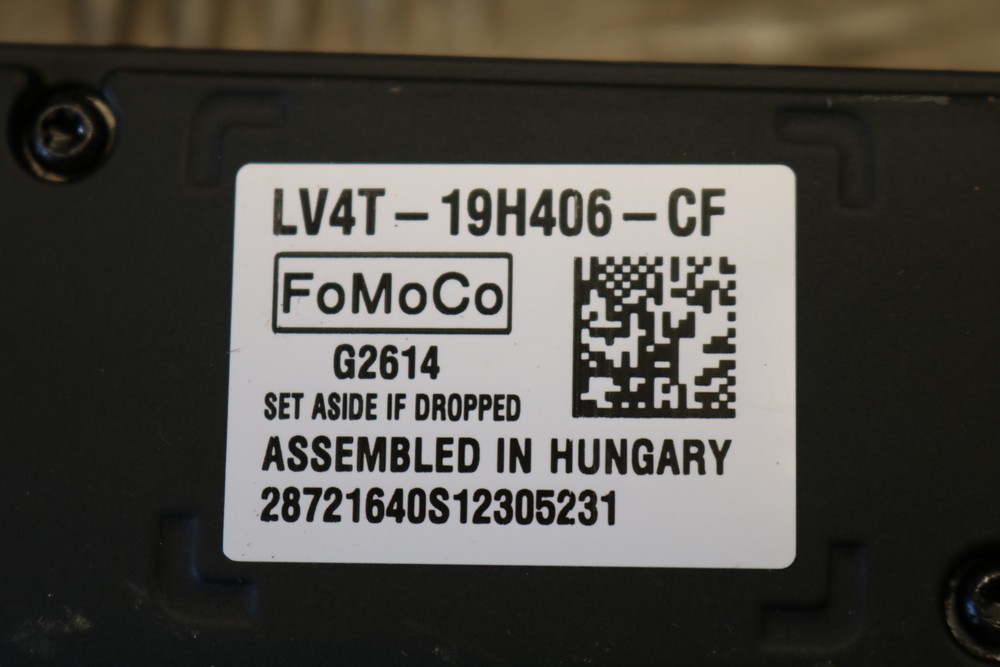 LV4T – 19H406 – CF
FoMoCo
G2614
SET ASIDE IF DROPPED
ASSEMBLED IN HUNGARY
28721640S12305231